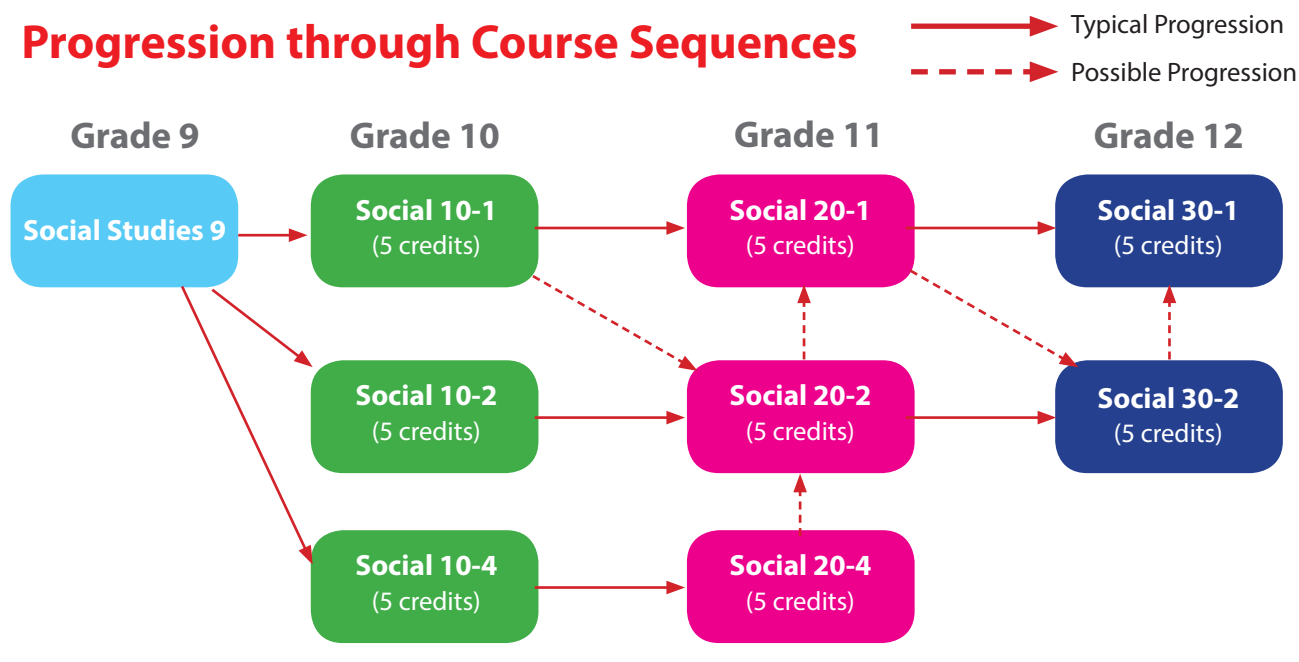 Progression through Course Sequences
Typical Progression
Possible Progression
Grade 9
Grade 10
Grade 11
Grade 12
Social Studies 9
Social 10-1
(5 credits)
Social 20-1
(5 credits)
Social 30-1
(5 credits)
Social 10-2
(5 credits)
Social 20-2
(5 credits)
Social 30-2
(5 credits)
Social 10-4
(5 credits)
Social 20-4
(5 credits)